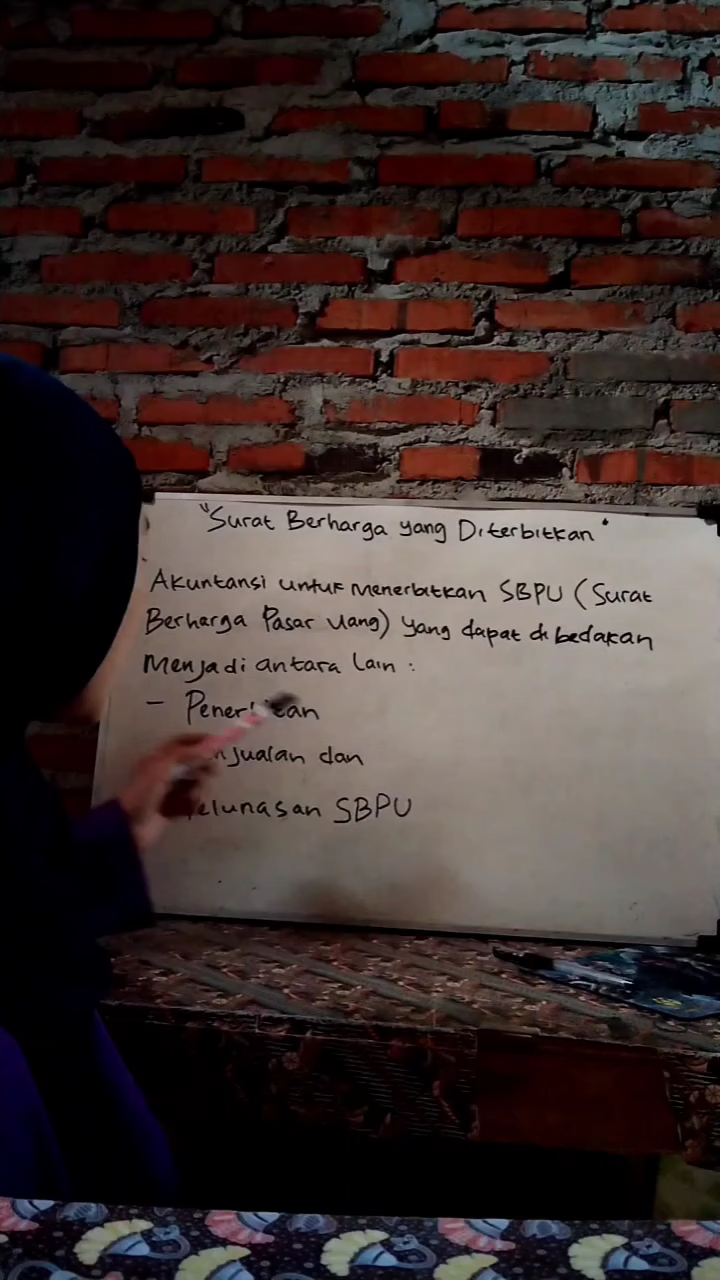 "Surat Berharga yang Diterbitkan"
Akuntansi untuk menerbitkan SBPU (Surat
Berharga Pasar Uang) yang dapat dibedakan
Menjadi antara lain :
- Penerbitan
njualan dan
elunasan SBPU